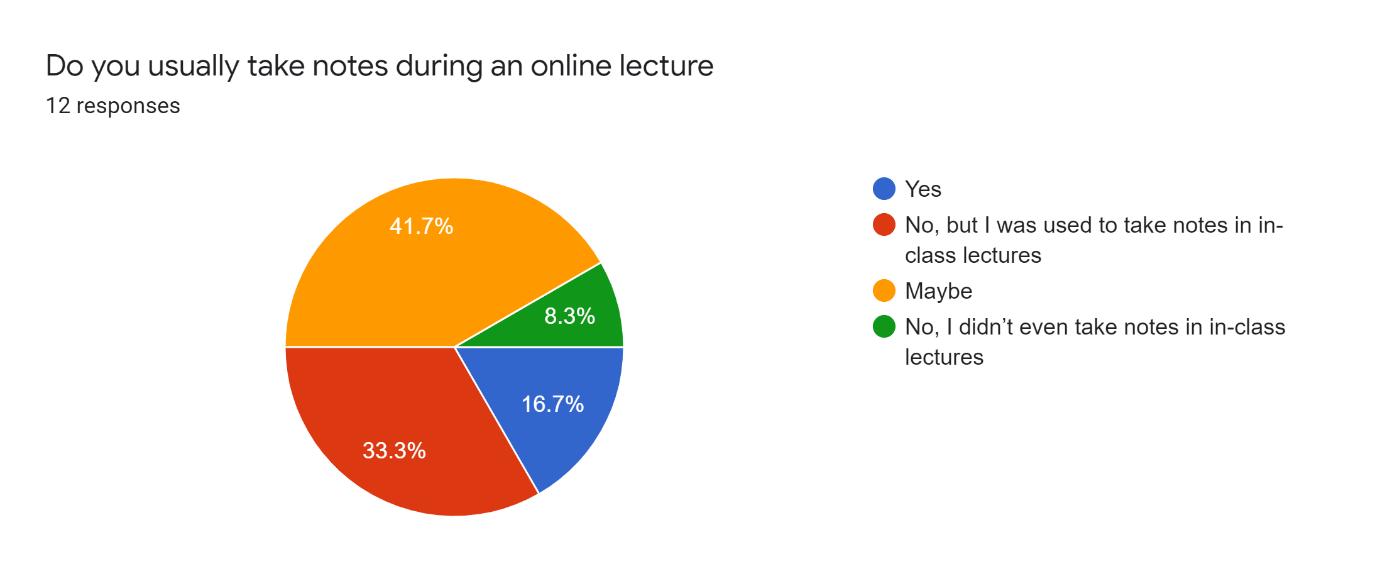 Do you usually take notes during an online lecture
12 responses
41.7%
8.3%
16.7%
33.3%
Yes
No, but I was used to take notes in in-
class lectures
Maybe
No, I didn’t even take notes in in-class
lectures